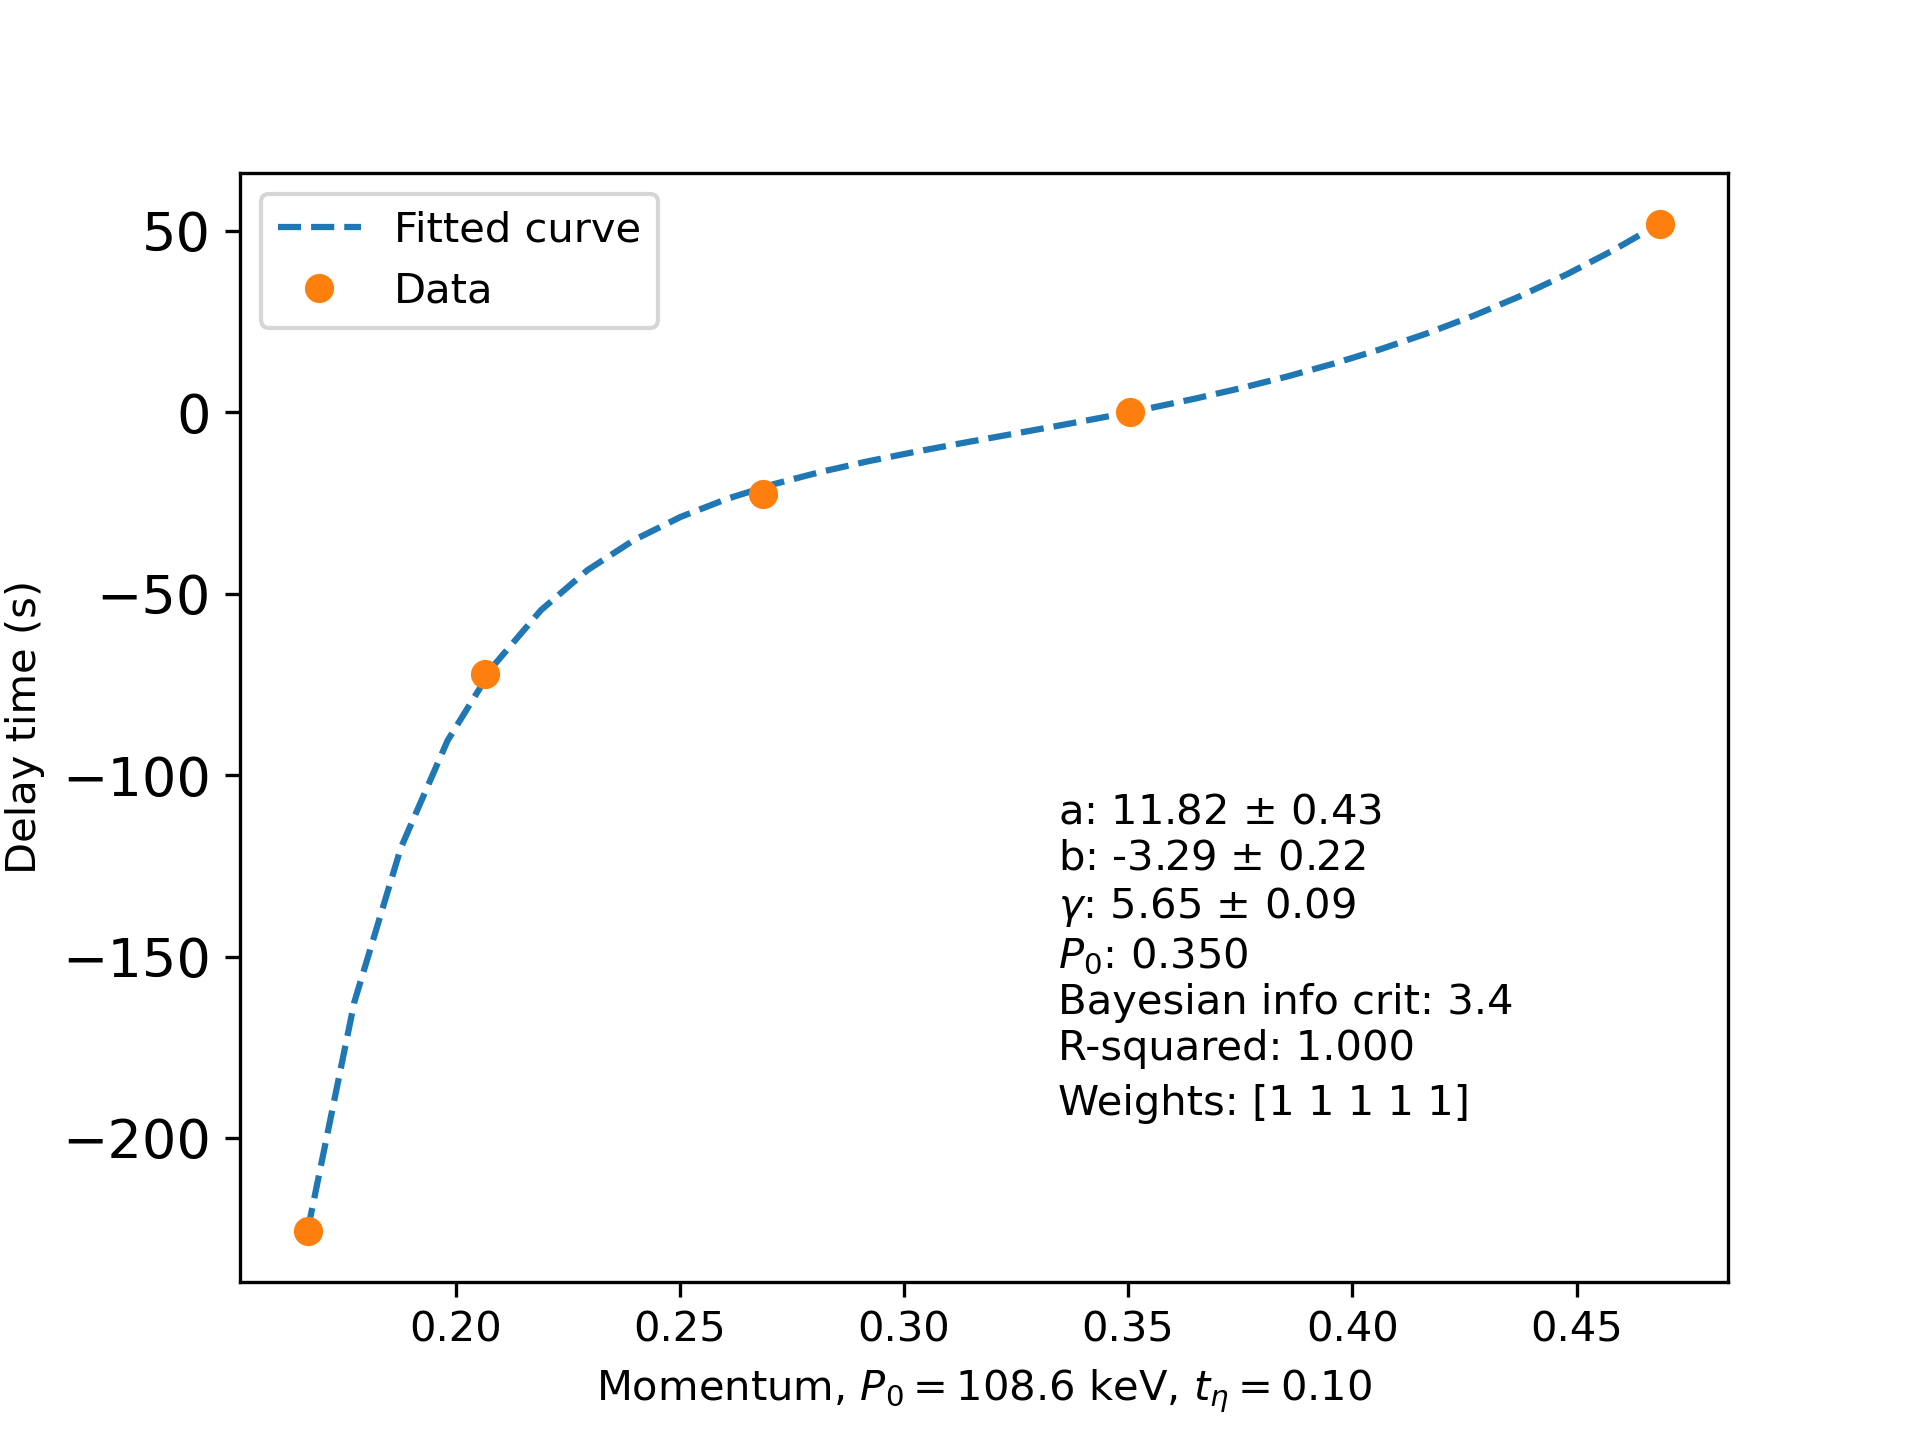 Fitted curve
Data
50
0
−50
−100
−150
−200
Delay time (s)
a: 11.82 ± 0.43
b: -3.29 ± 0.22
γ: 5.65 ± 0.09
P₀: 0.350
Bayesian info crit: 3.4
R-squared: 1.000
Weights: [1 1 1 1 1]
0.20 0.25 0.30 0.35 0.40 0.45
Momentum, P₀ = 108.6 keV, tη = 0.10